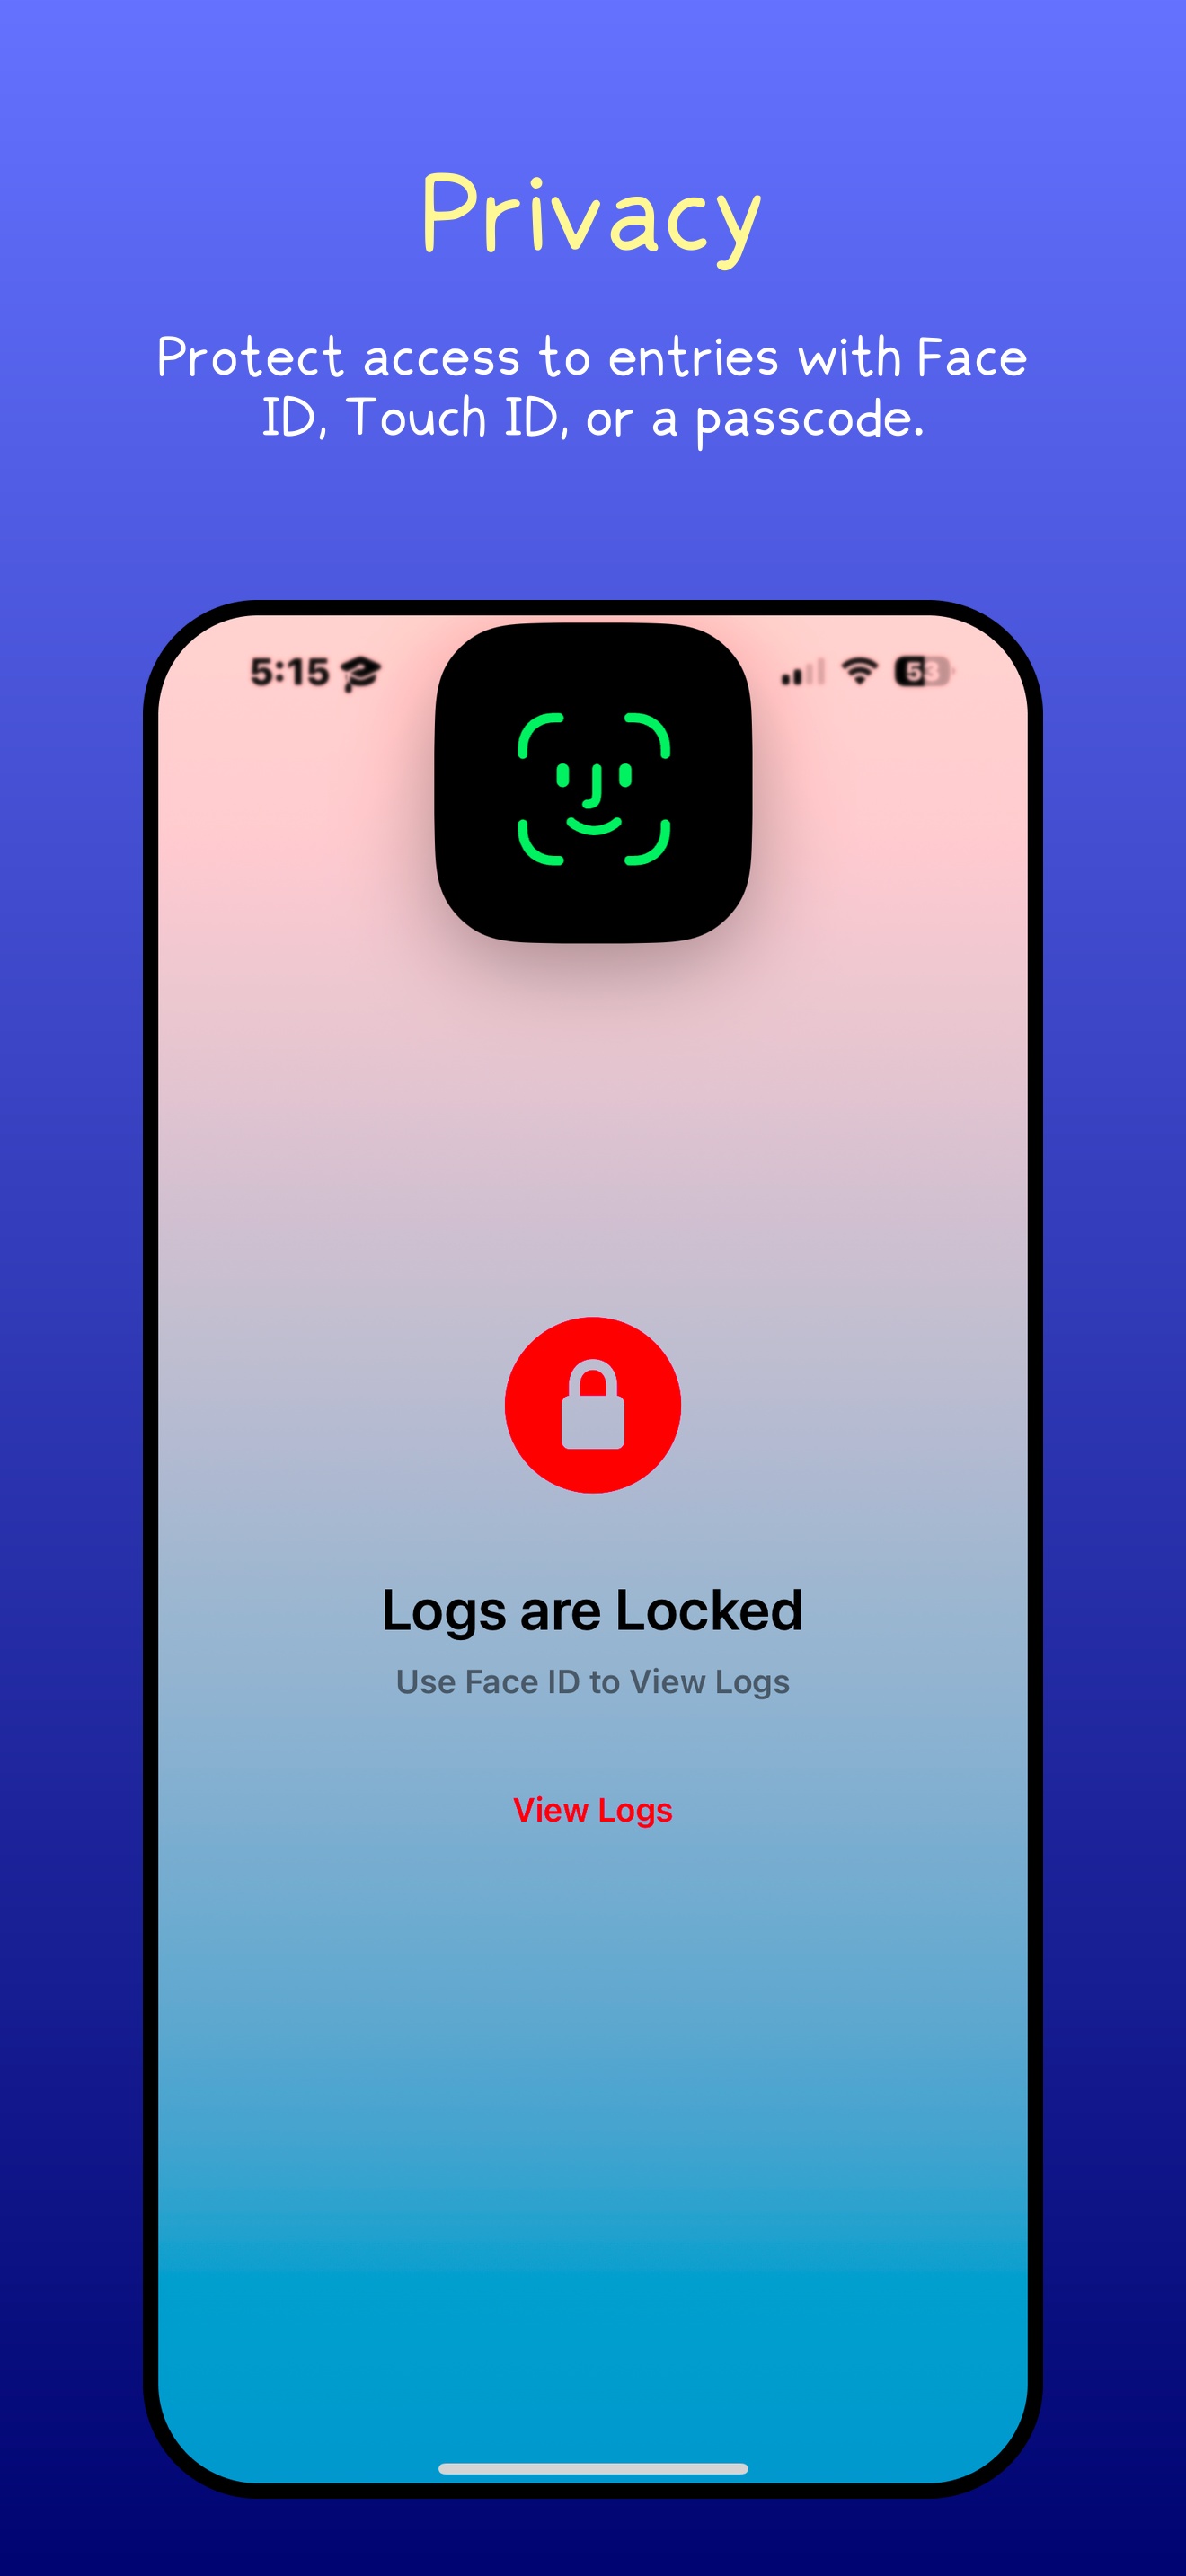 Privacy
Protect access to entries with Face
ID, Touch ID, or a passcode.
5:15
53
Logs are Locked
Use Face ID to View Logs
View Logs